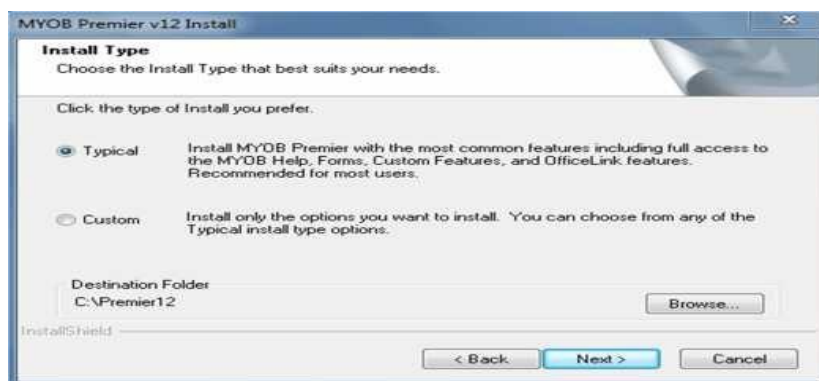 MYOB Premier v12 Install
Install Type
Choose the Install Type that best suits your needs.
Click the type of Install you prefer.
Typical
Install MYOB Premier with the most common features including full access to
the MYOB Help, Forms, Custom Features, and OfficeLink features.
Recommended for most users.
Custom
Install only the options you want to install. You can choose from any of the
Typical install type options.
Destination Folder
C:\Premier12
Browse...
InstallShield
< Back
Next >
Cancel